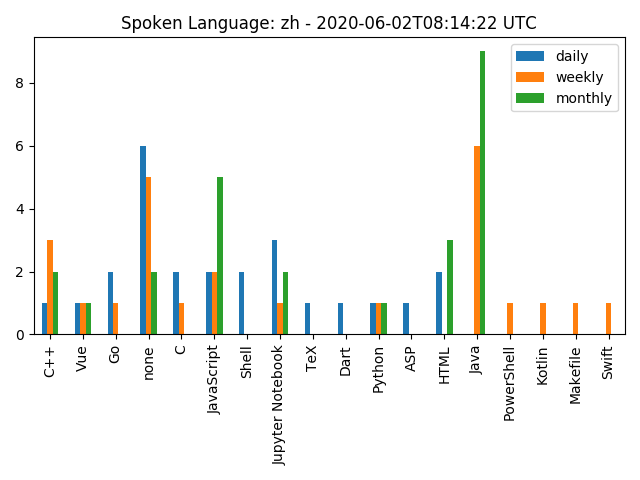 Spoken Language: zh - 2020-06-02T08:14:22 UTC
daily
weekly
monthly
8
6
4
2
0
C++
Vue
Go
none
C
JavaScript
Shell
Jupyter Notebook
TeX
Dart
Python
ASP
HTML
Java
PowerShell
Kotlin
Makefile
Swift